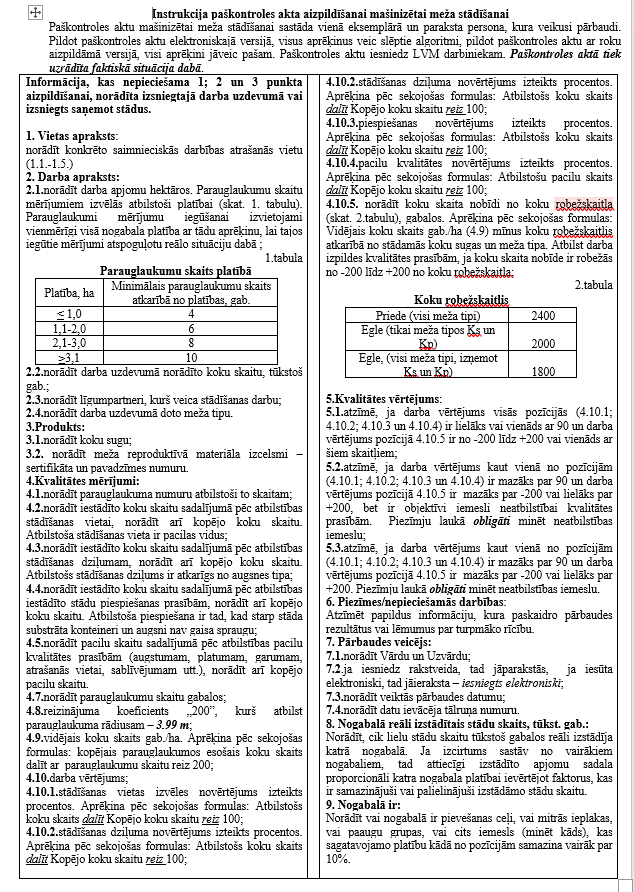 Instrukcija paškontroles akta aizpildīšanai mašinizētai meža stādīšanai
Paškontroles aktu mašinizētai meža stādīšanai sastāda vienā eksemplārā un paraksta persona, kura veikusi pārbaudi.
Pildot paškontroles aktu elektroniskajā versijā, visus aprēķinus veic slēptie algoritmi, pildot paškontroles aktu ar roku
aizpildāmā versijā, visi aprēķini jāveic pašam. Paškontroles aktu iesniedz LVM darbiniekam. Paškontroles aktā tiek
uzrādīta faktiskā situācija dabā.
Informācija, kas nepieciešama 1; 2 un 3 punkta
aizpildīšanai, norādīta izsniegtajā darba uzdevumā vai
izsniegts saņemot stādus.
1. Vietas apraksts:
norādīt konkrēto saimnieciskās darbības atrašanās vietu
(1.1.-1.5.)
2. Darba apraksts:
2.1.norādīt darba apjomu hektāros. Parauglaukumu skaitu
mērījumiem izvēlās atbilstoši platībai (skat. 1. tabulu).
Parauglaukumi mērījumu iegūšanai izvietojami
vienmērīgi visā nogabala platība ar tādu aprēķinu, lai tajos
iegūtie mērījumi atspoguļotu reālo situāciju dabā ;
1.tabula
Parauglaukumu skaits platībā
Platība, ha
Minimālais parauglaukumu skaits
atkarībā no platības, gab.
≤ 1,0 4
1,1-2,0 6
2,1-3,0 8
>3,1 10
2.2.norādīt darba uzdevumā norādīto koku skaitu, tūkstoš
gab.;
2.3.norādīt līgumpartneri, kurš veica stādīšanas darbu;
2.4.norādīt darba uzdevumā doto meža tipu.
3.Produkts:
3.1.norādīt koku sugu;
3.2. norādīt meža reproduktīvā materiāla izcelsmi –
sertifikāta un pavadzīmes numuru.
4.Kvalitātes mērījumi:
4.1.norādīt parauglaukuma numuru atbilstoši to skaitam;
4.2.norādīt iestādīto koku skaitu sadalījumā pēc atbilstības
stādīšanas vietai, norādīt arī kopējo koku skaitu.
Atbilstoša stādīšanas vieta ir pacilas vidus;
4.3.norādīt iestādīto koku skaitu sadalījumā pēc atbilstības
stādīšanas dziļumam, norādīt arī kopējo koku skaitu.
Atbilstošs stādīšanas dziļums ir atkarīgs no augsnes tipa;
4.4.norādīt iestādīto koku skaitu sadalījumā pēc atbilstības
iestādīto stādu piespiešanas prasībām, norādīt arī kopējo
koku skaitu. Atbilstoša piespiešana ir tad, kad starp stāda
substrāta konteineri un augsni nav gaisa spraugu;
4.5.norādīt pacilu skaitu sadalījumā pēc atbilstības pacilu
kvalitātes prasībām (augstumam, platumam, garumam,
atrašanās vietai, sablīvējumam utt.), norādīt arī kopējo
pacilu skaitu.
4.7.norādīt parauglaukumu skaitu gabalos;
4.8.reizinājuma koeficients „200”, kurš atbilst
parauglaukuma rādiusam – 3.99 m;
4.9.vidējais koku skaits gab./ha. Aprēķina pēc sekojošas
formulas: kopējais parauglaukumos esošais koku skaits
dalīt ar parauglaukumu skaitu reiz 200;
4.10.darba vērtējums;
4.10.1.stādīšanas vietas izvēles novērtējums izteikts
procentos. Aprēķina pēc sekojošas formulas: Atbilstošs
koku skaits dalīt Kopējo koku skaitu reiz 100;
4.10.2.stādīšanas dziļuma novērtējums izteikts procentos.
Aprēķina pēc sekojošas formulas: Atbilstošs koku skaits
dalīt Kopējo koku skaitu reiz 100;
4.10.2.stādīšanas dziļuma novērtējums izteikts procentos.
Aprēķina pēc sekojošas formulas: Atbilstošs koku skaits
dalīt Kopējo koku skaitu reiz 100;
4.10.3.piespiešanas novērtējums izteikts procentos.
Aprēķina pēc sekojošas formulas: Atbilstošs koku skaits
dalīt Kopējo koku skaitu reiz 100;
4.10.4.pacilu kvalitātes novērtējums izteikts procentos.
Aprēķina pēc sekojošas formulas: Atbilstošu pacilu skaits
dalīt Kopējo koku skaitu reiz 100;
4.10.5. norādīt koku skaita nobīdi no koku robežskaitļa
(skat. 2.tabulu), gabalos. Aprēķina pēc sekojošas formulas:
Vidējais koku skaits gab./ha (4.9) mīnus koku robežskaitlis
atkarībā no stādamās koku sugas un meža tipa. Atbilst darba
izpildes kvalitātes prasībām, ja koku skaita nobīde ir robežās
no -200 līdz +200 no koku robežskaitļa;
2.tabula
Koku robežskaitlis
Priede (visi meža tipi) 2400
Egle (tikai meža tipos Ks un
Kp) 2000
Egle, (visi meža tipi, izņemot
Ks un Kp) 1800
5.Kvalitātes vērtējums:
5.1.atzīmē, ja darba vērtējums visās pozīcijās (4.10.1;
4.10.2; 4.10.3 un 4.10.4) ir lielāks vai vienāds ar 90 un darba
vērtējums pozīcijā 4.10.5 ir no -200 līdz +200 vai vienāds ar
šiem skaitļiem;
5.2.atzīmē, ja darba vērtējums kaut vienā no pozīcijām
(4.10.1; 4.10.2; 4.10.3 un 4.10.4) ir mazāks par 90 un darba
vērtējums pozīcijā 4.10.5 ir mazāks par -200 vai lielāks par
+200, bet ir objektīvi iemesli neatbilstībai kvalitātes
prasībām. Piezīmju laukā obligāti minēt neatbilstības
iemeslu;
5.3.atzīmē, ja darba vērtējums kaut vienā no pozīcijām
(4.10.1; 4.10.2; 4.10.3 un 4.10.4) ir mazāks par 90 un darba
vērtējums pozīcijā 4.10.5 ir mazāks par -200 vai lielāks par
+200. Piezīmju laukā obligāti minēt neatbilstības iemeslu.
6. Piezīmes/nepieciešamās darbības:
Atzīmēt papildus informāciju, kura paskaidro pārbaudes
rezultātus vai lēmumus par turpmāko rīcību.
7. Pārbaudes veicējs:
7.1.norādīt Vārdu un Uzvārdu;
7.2.ja iesniedz rakstveida, tad jāparakstās, ja iesūta
elektroniski, tad jāieraksta – iesniegts elektroniski;
7.3.norādīt veiktās pārbaudes datumu;
7.4.norādīt datu ievācēja tālruņa numuru.
8. Nogabalā reāli izstādītais stādu skaits, tūkst. gab.:
Norādīt, cik lielu stādu skaitu tūkstoš gabalos reāli izstādīja
katrā nogabalā. Ja izcirtums sastāv no vairākiem
nogabaliem, tad attiecīgi izstādīto apjomu sadala
proporcionāli katra nogabala platībai ievērtējot faktorus, kas
ir samazinājuši vai palielinājuši izstādāmo stādu skaitu.
9. Nogabalā ir:
Norādīt vai nogabalā ir pievešanas ceļi, vai mitrās ieplakas,
vai paaugu grupas, vai cits iemesls (minēt kāds), kas
sagatavojamo platību kādā no pozīcijām samazina vairāk par
10%.